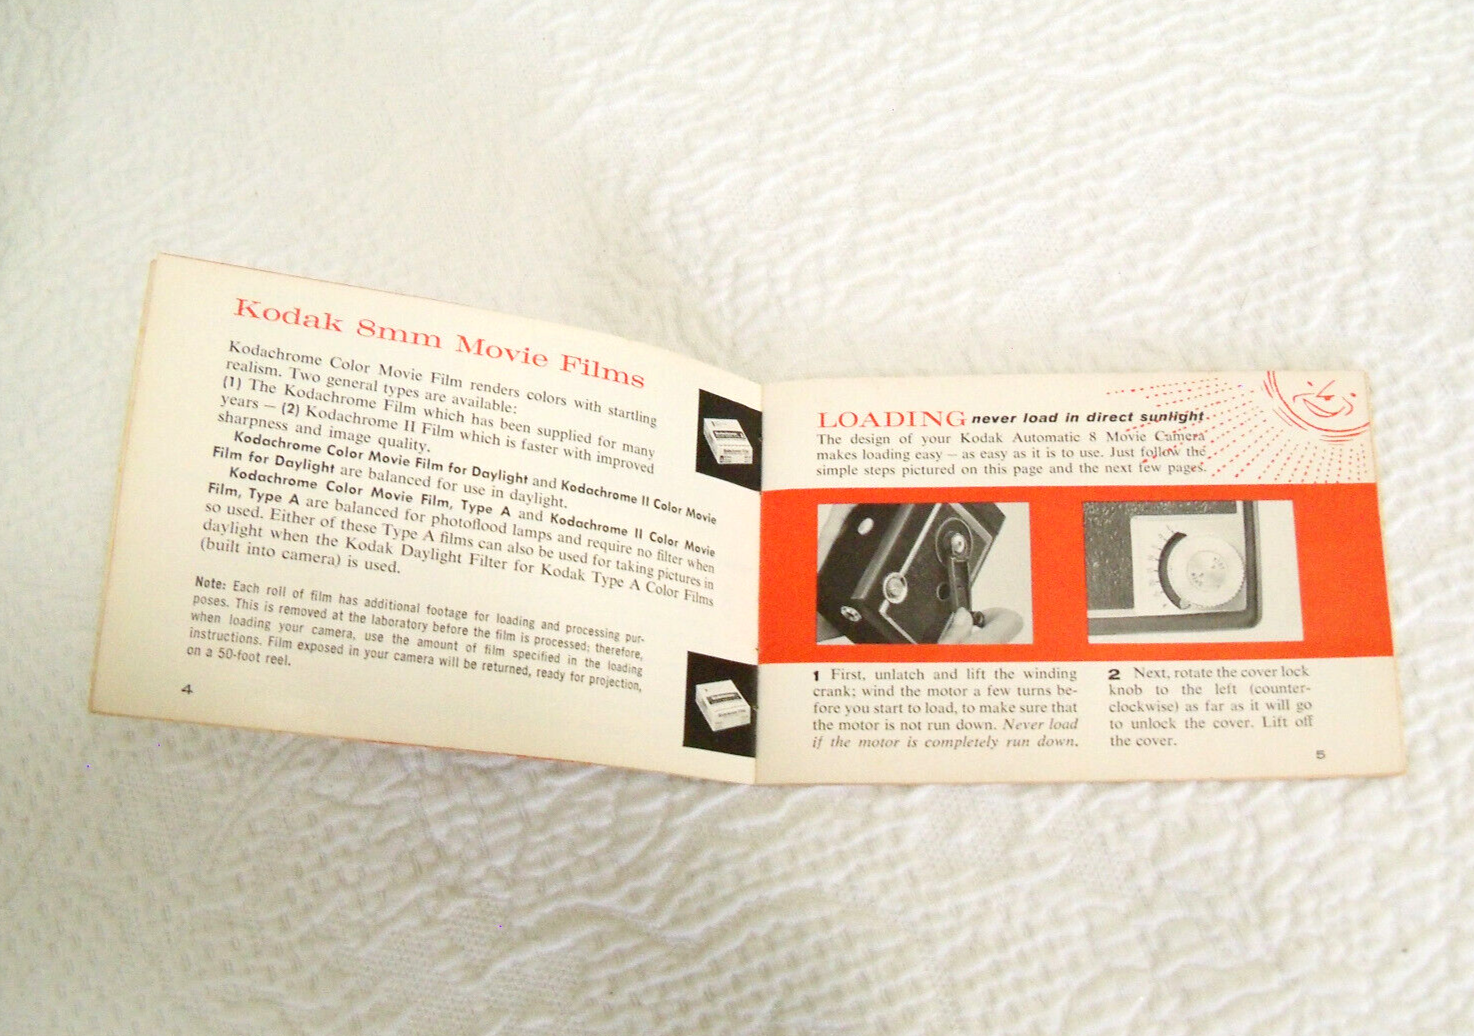 Kodak 8mm Movie Films
Kodachrome Color Movie Film renders colors with startling
realism. Two general types are available:
(1) The Kodachrome Film which has been supplied for many
years — (2) Kodachrome II Film which is faster with improved
sharpness and image quality.
Kodachrome Color Movie Film for Daylight and Kodachrome II Color Movie
Film for Daylight are balanced for use in daylight.
Kodachrome Color Movie Film, Type A and Kodachrome II Color Movie
Film, Type A are balanced for photoflood lamps and require no filter when
so used. Either of these Type A films can also be used for taking pictures in
daylight when the Kodak Daylight Filter for Kodak Type A Color Films
(built into camera) is used.
Note: Each roll of film has additional footage for loading and processing pur-
poses. This is removed at the laboratory before the film is processed; therefore,
when loading your camera, use the amount of film specified in the loading
instructions. Film exposed in your camera will be returned, ready for projection,
on a 50-foot reel.
4
LOADING never load in direct sunlight.
The design of your Kodak Automatic 8 Movie Camera
makes loading easy — as easy as it is to use. Just follow the
simple steps pictured on this page and the next few pages.
1 First, unlatch and lift the winding
crank; wind the motor a few turns be-
fore you start to load, to make sure that
the motor is not run down. Never load
if the motor is completely run down.
2 Next, rotate the cover lock
knob to the left (counter-
clockwise) as far as it will go
to unlock the cover. Lift off
the cover.
5